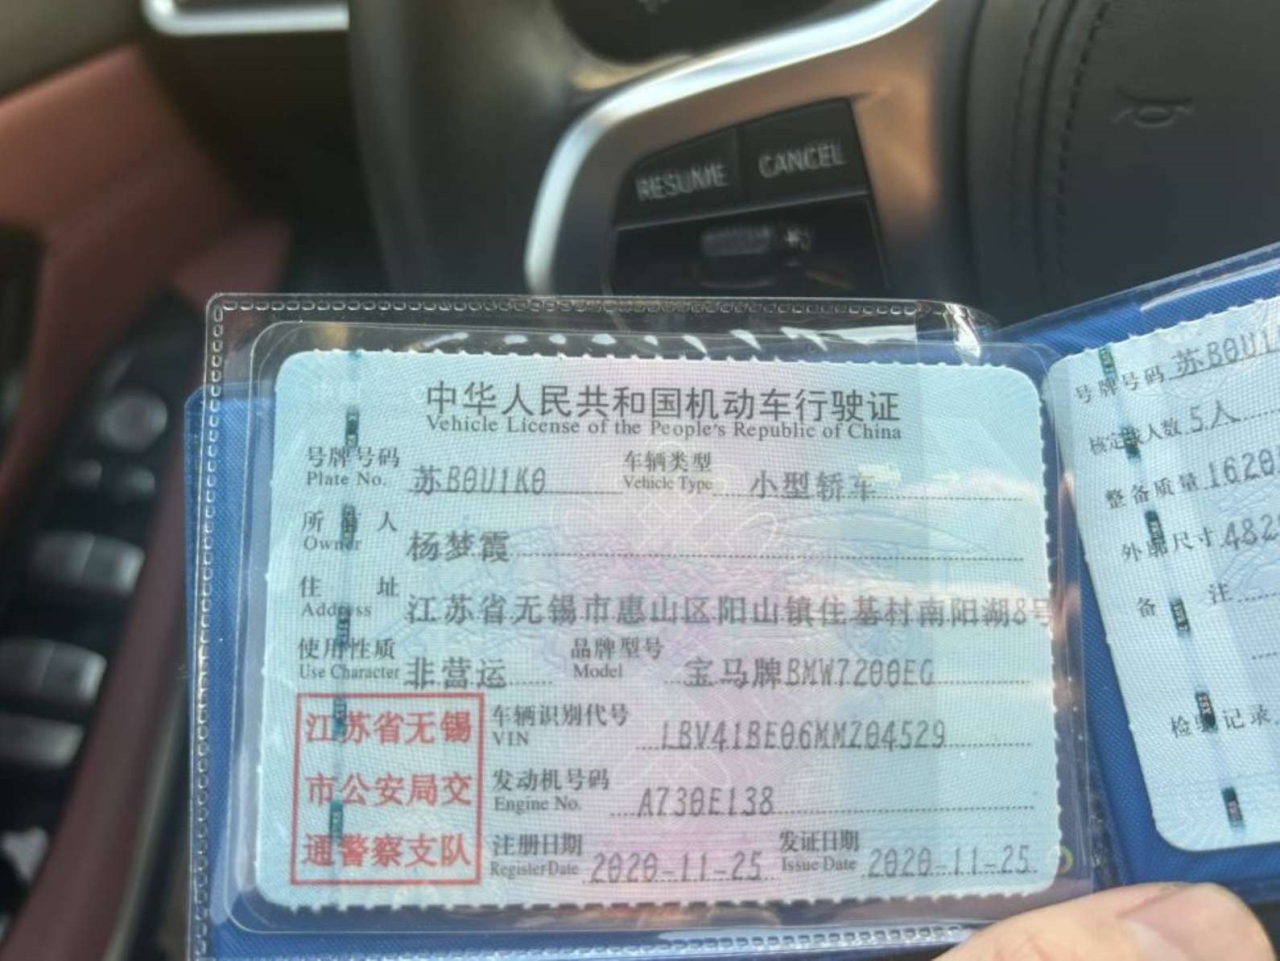 RESUME CANCEL
中华人民共和国机动车行驶证
Vehicle License of the People's Republic of China
号牌号码 苏B0U1K0 车辆类型 小型轿车
Plate No. Vehicle Type
所 人 杨梦霞
Owner
住 址 江苏省无锡市惠山区阳山镇住基村南阳湖8号
Address
使用性质 非营运 品牌型号 宝马牌BMW7200EG
Use Character Model
江苏省无锡
市公安局交
通警察支队
车辆识别代号 LBV41BE06MMZ04529
VIN
发动机号码 A730E138
Engine No.
注册日期 2020-11-25 发证日期 2020-11-25
Register Date Issue Date
号牌号码 苏B0U1
核定载人数 5人
整备质量 1620
外廓尺寸 482
备 注
检验记录